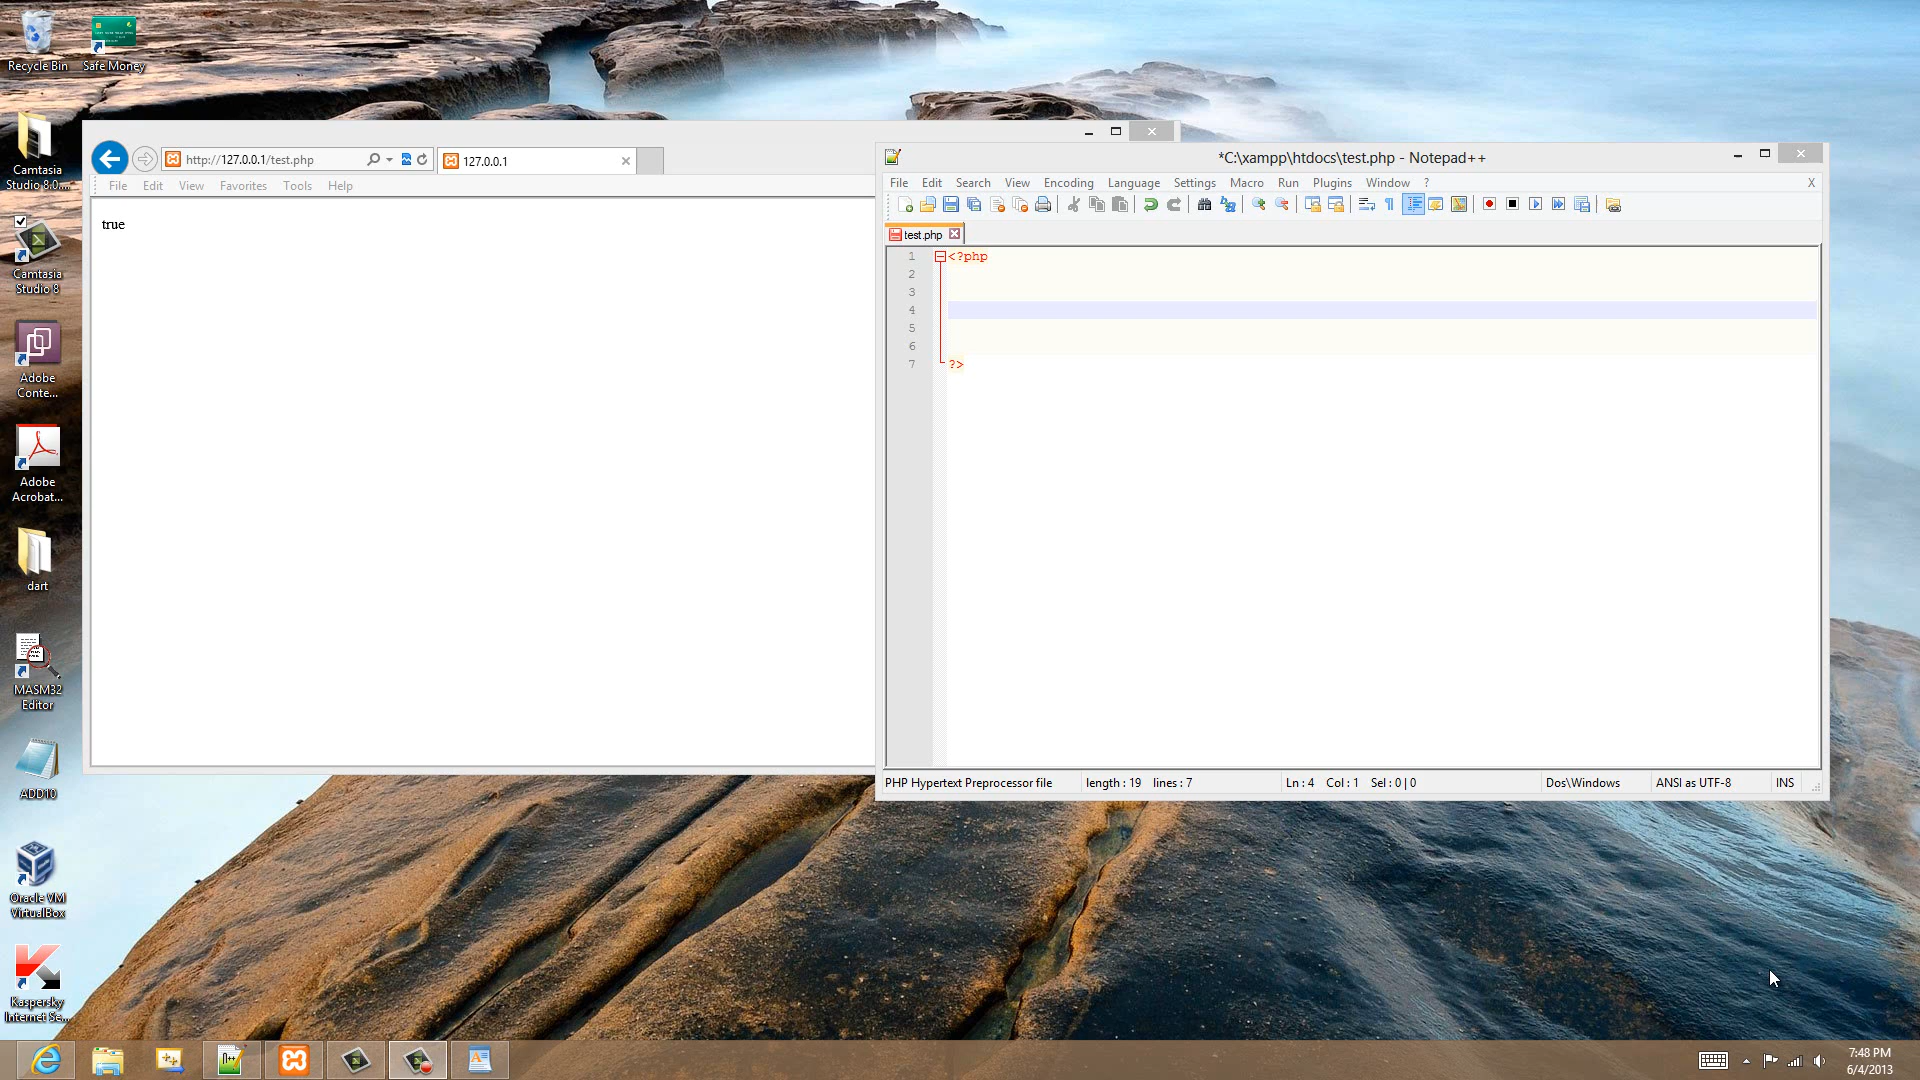 Recycle Bin
Safe Money
Camtasia
Studio 8.0....
Camtasia
Studio 8
Adobe
Conte...
Adobe
Acrobat...
dart
MASM32
Editor
ADD10
Oracle VM
VirtualBox
Kaspersky
Internet Se...
http://127.0.0.1/test.php
127.0.0.1
File Edit View Favorites Tools Help
true
*C:\xampp\htdocs\test.php - Notepad++
File Edit Search View Encoding Language Settings Macro Run Plugins Window ? X
test.php
1 <?php
2
3
4
5
6
7 ?>
PHP Hypertext Preprocessor file length : 19 lines : 7 Ln : 4 Col : 1 Sel : 0 | 0 Dos\Windows ANSI as UTF-8 INS
7:48 PM
6/4/2013